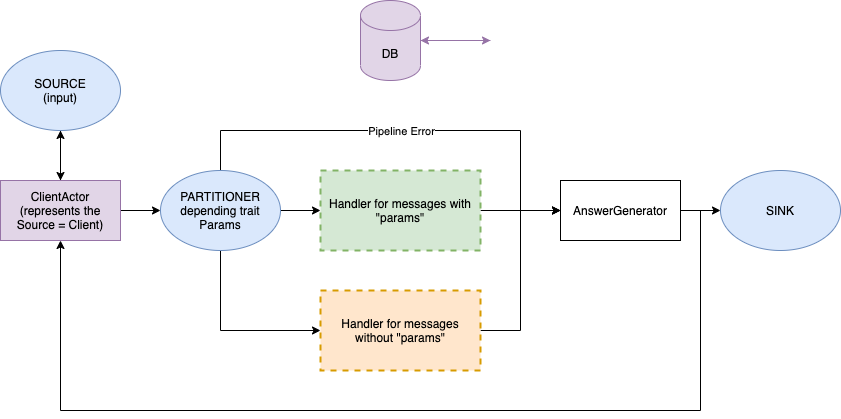 DB
SOURCE
(input)
Pipeline Error
ClientActor
(represents the
Source = Client)
PARTITIONER
depending trait
Params
Handler for messages with
"params"
AnswerGenerator
SINK
Handler for messages
without "params"